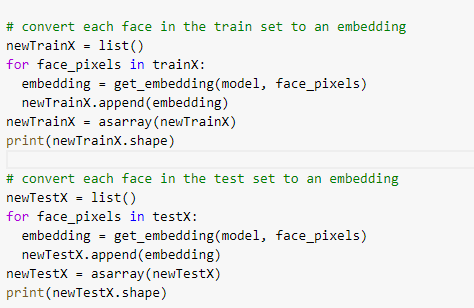 # convert each face in the train set to an embedding
newTrainX = list()
for face_pixels in trainX:
  embedding = get_embedding(model, face_pixels)
  newTrainX.append(embedding)
newTrainX = asarray(newTrainX)
print(newTrainX.shape)

# convert each face in the test set to an embedding
newTestX = list()
for face_pixels in testX:
  embedding = get_embedding(model, face_pixels)
  newTestX.append(embedding)
newTestX = asarray(newTestX)
print(newTestX.shape)